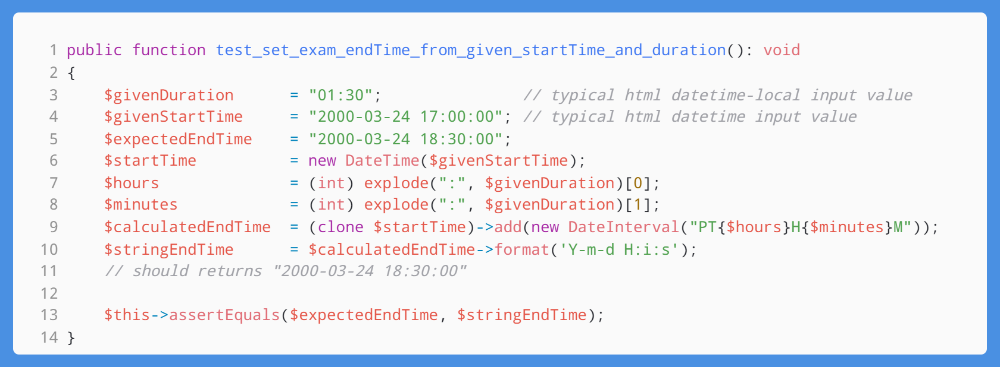 1 public function test_set_exam_endTime_from_given_startTime_and_duration(): void
2 {
3     $givenDuration      = "01:30";               // typical html datetime-local input value
4     $givenStartTime     = "2000-03-24 17:00:00"; // typical html datetime input value
5     $expectedEndTime    = "2000-03-24 18:30:00";
6     $startTime          = new DateTime($givenStartTime);
7     $hours              = (int) explode(":", $givenDuration)[0];
8     $minutes            = (int) explode(":", $givenDuration)[1];
9     $calculatedEndTime  = (clone $startTime)->add(new DateInterval("PT{$hours}H{$minutes}M"));
10     $stringEndTime      = $calculatedEndTime->format('Y-m-d H:i:s');
11     // should returns "2000-03-24 18:30:00"
12
13     $this->assertEquals($expectedEndTime, $stringEndTime);
14 }